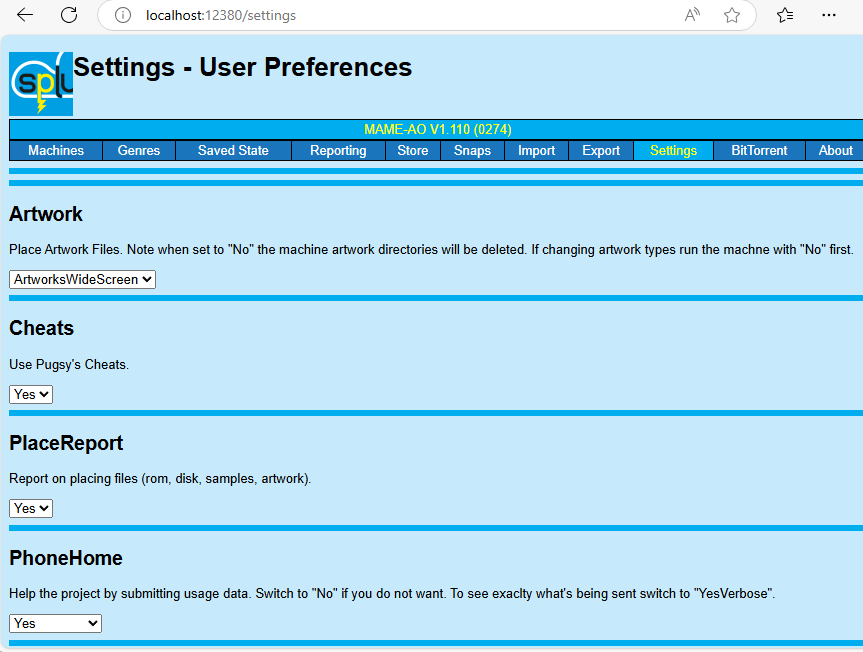 localhost:12380/settings
splu
Settings - User Preferences
MAME-AO V1.110 (0274)
Machines Genres Saved State Reporting Store Snaps Import Export Settings BitTorrent About
Artwork
Place Artwork Files. Note when set to "No" the machine artwork directories will be deleted. If changing artwork types run the machne with "No" first.
ArtworksWideScreen
Cheats
Use Pugsy's Cheats.
Yes
PlaceReport
Report on placing files (rom, disk, samples, artwork).
Yes
PhoneHome
Help the project by submitting usage data. Switch to "No" if you do not want. To see exaclty what's being sent switch to "YesVerbose".
Yes